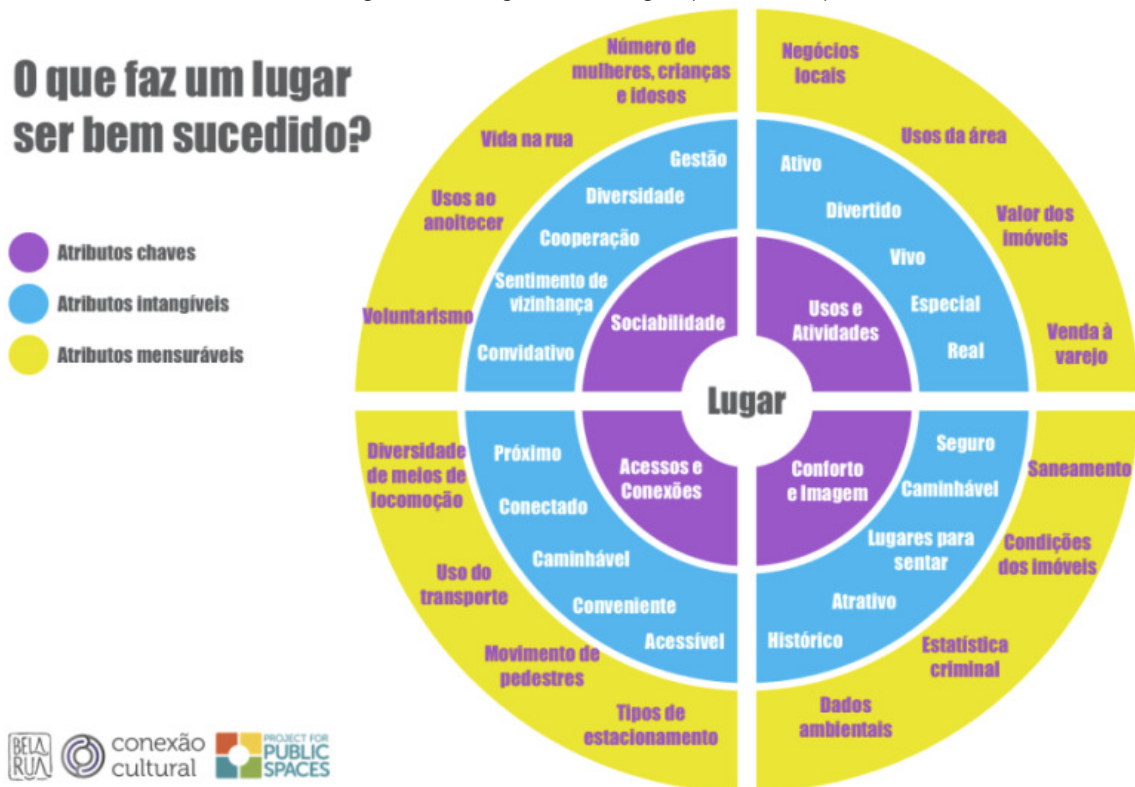 O que faz um lugar
ser bem sucedido?
Atributos chaves
Atributos intangíveis
Atributos mensuráveis
Número de
mulheres, crianças
e idosos
Vida na rua
Usos ao
anoitecer
Voluntarismo
Gestão
Diversidade
Cooperação
Sentimento de
vizinhança
Convidativo
Sociabilidade
Negócios
locais
Usos da área
Valor dos
imóveis
Venda à
varejo
Ativo
Divertido
Vivo
Especial
Real
Usos e
Atividades
Lugar
Diversidade
de meios de
locomoção
Uso do
transporte
Movimento de
pedestres
Tipos de
estacionamento
Próximo
Conectado
Caminhável
Conveniente
Acessível
Acessos e
Conexões
Conforto
e Imagem
Seguro
Caminhável
Lugares para
sentar
Atrativo
Histórico
Saneamento
Condições
dos imóveis
Estatística
criminal
Dados
ambientais
BELA
RUA
conexão
cultural
PROJECT FOR
PUBLIC
SPACES